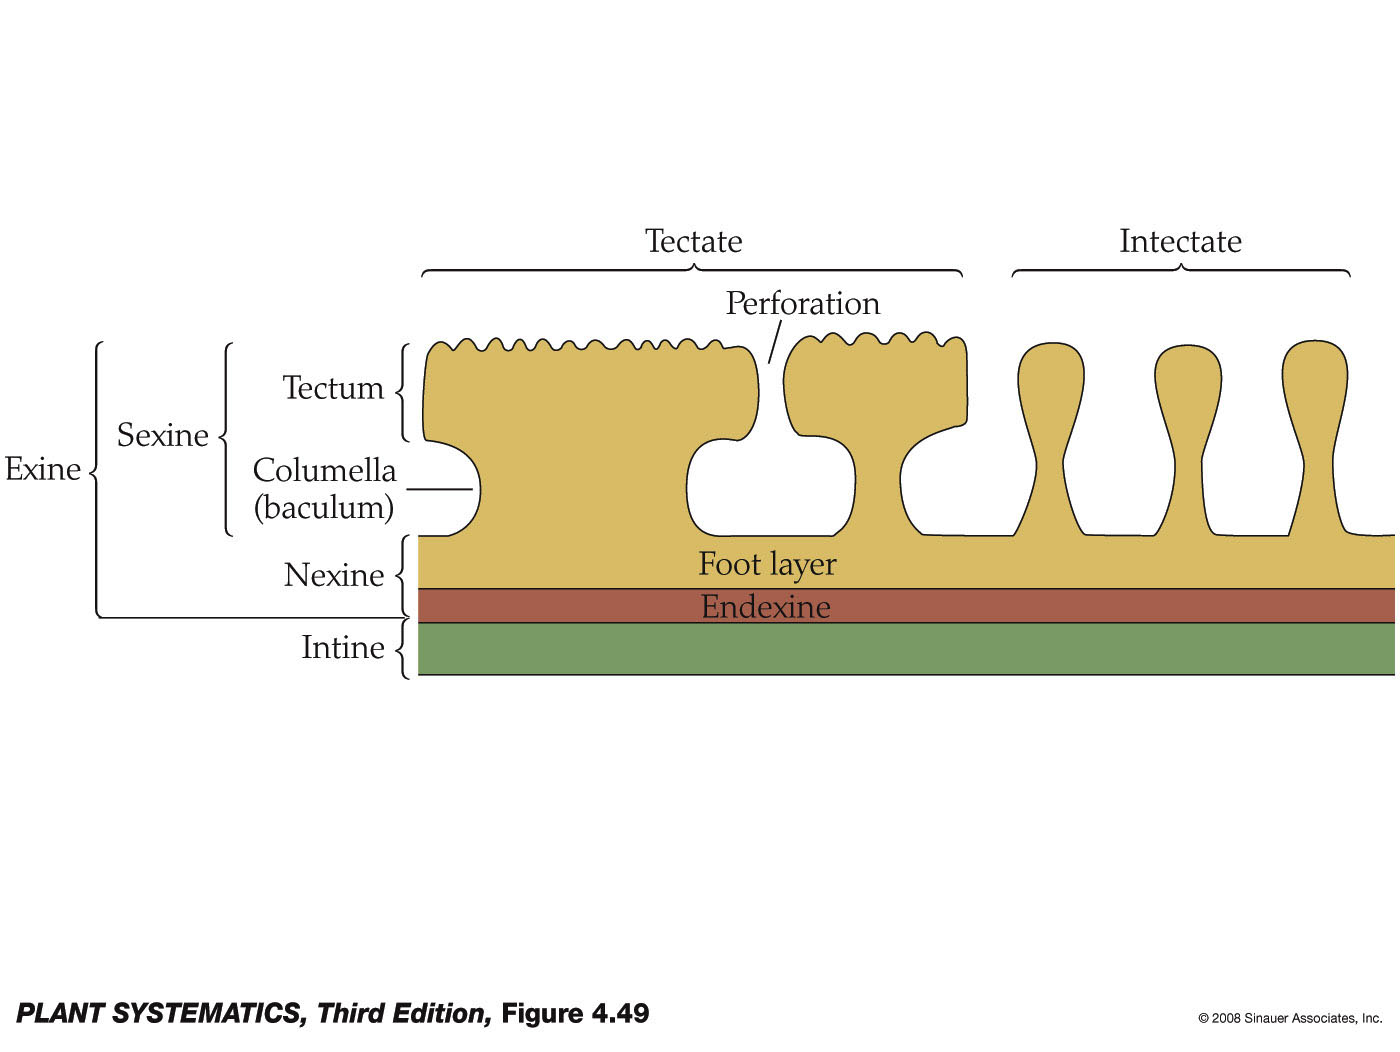 Tectate
Intectate
Perforation
Tectum
Sexine
Exine
Columella
(baculum)
Foot layer
Nexine
Endexine
Intine
PLANT SYSTEMATICS, Third Edition, Figure 4.49
© 2008 Sinauer Associates, Inc.